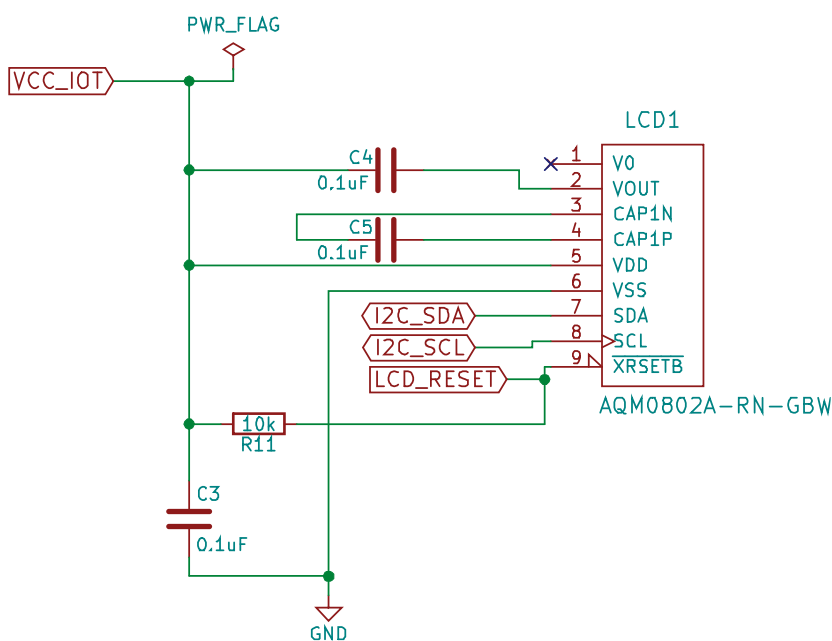 PWR_FLAG
VCC_IOT
LCD1
C4
0.1uF
1
V0
2
VOUT
3
CAP1N
C5
0.1uF
4
CAP1P
5
VDD
6
VSS
I2C_SDA
7
SDA
I2C_SCL
8
SCL
LCD_RESET
9
XRSETB
AQM0802A-RN-GBW
10k
R11
C3
0.1uF
GND